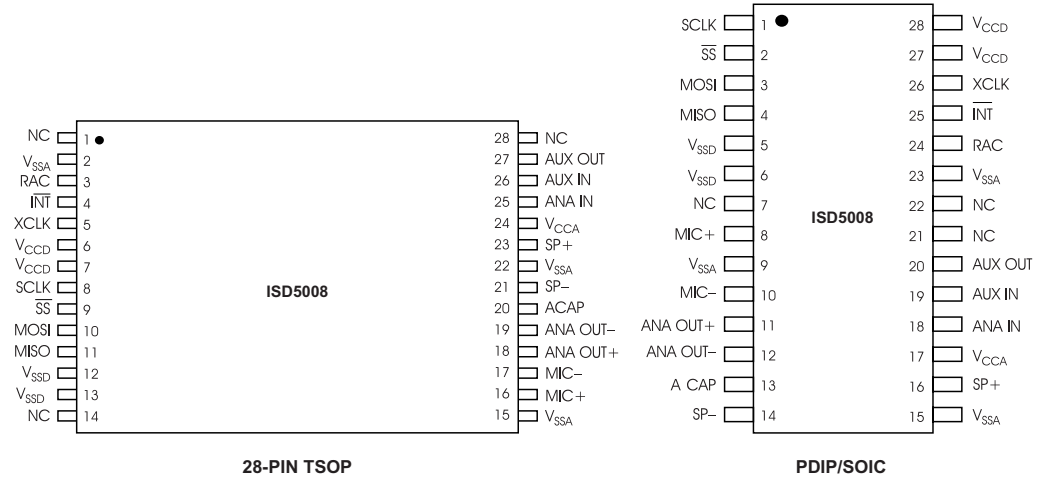 NC 1 28 NC
VSSA 2 27 AUX OUT
RAC 3 26 AUX IN
INT 4 25 ANA IN
XCLK 5 24 VCCA
VCCD 6 23 SP+
VCCD 7 22 VSSA
SCLK 8 21 SP–
SS 9 20 ACAP
MOSI 10 19 ANA OUT–
MISO 11 18 ANA OUT+
VSSD 12 17 MIC–
VSSD 13 16 MIC+
NC 14 15 VSSA
ISD5008
28-PIN TSOP
SCLK 1 28 VCCD
SS 2 27 VCCD
MOSI 3 26 XCLK
MISO 4 25 INT
VSSD 5 24 RAC
VSSD 6 23 VSSA
NC 7 22 NC
MIC+ 8 21 NC
VSSA 9 20 AUX OUT
MIC– 10 19 AUX IN
ANA OUT+ 11 18 ANA IN
ANA OUT– 12 17 VCCA
A CAP 13 16 SP+
SP– 14 15 VSSA
ISD5008
PDIP/SOIC